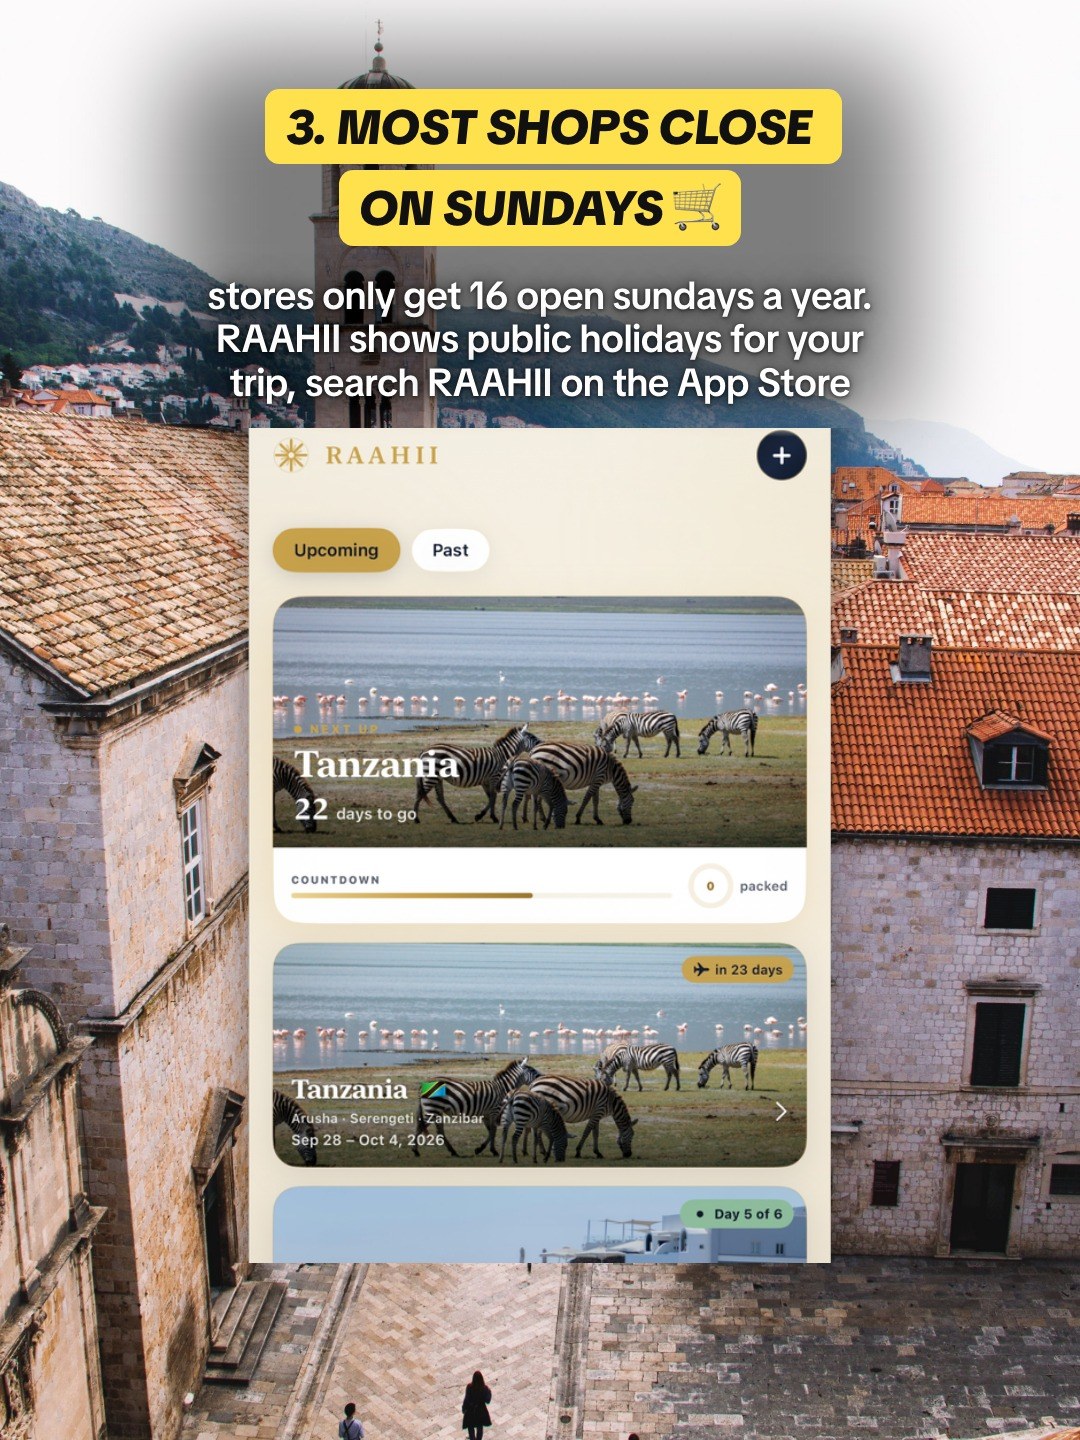 3. MOST SHOPS CLOSE
ON SUNDAYS🛒
stores only get 16 open sundays a year.
RAAHII shows public holidays for your
trip, search RAAHII on the App Store
RAAHII
+
Upcoming
Past
NEXT UP
Tanzania
22 days to go
COUNTDOWN
0 packed
in 23 days
Tanzania
Arusha · Serengeti · Zanzibar
Sep 28 – Oct 4, 2026
Day 5 of 6